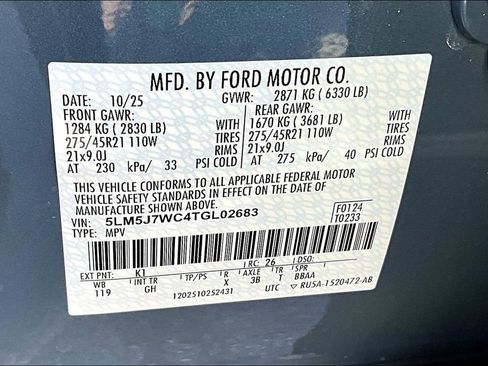 MFD. BY FORD MOTOR CO.
DATE: 10/25 GVWR: 2871 KG ( 6330 LB)
FRONT GAWR: REAR GAWR:
1284 KG ( 2830 LB) WITH 1670 KG ( 3681 LB) WITH
275/45R21 110W TIRES 275/45R21 110W TIRES
21x9.0J RIMS 21x9.0J RIMS
AT 230 kPa/ 33 PSI COLD AT 275 kPa/ 40 PSI COLD
THIS VEHICLE CONFORMS TO ALL APPLICABLE FEDERAL MOTOR
VEHICLE SAFETY STANDARDS IN EFFECT ON THE DATE OF
MANUFACTURE SHOWN ABOVE.
VIN: 5LM5J7WC4TGL02683 F0124
TYPE: MPV T0233
EXT PNT: K1 RC: 26 DSO:
WB INT TR TP/PS R AXLE TR SPR
119 GH X 3B T BBAA
1202510252431 UTC RU5A-1520472-AB